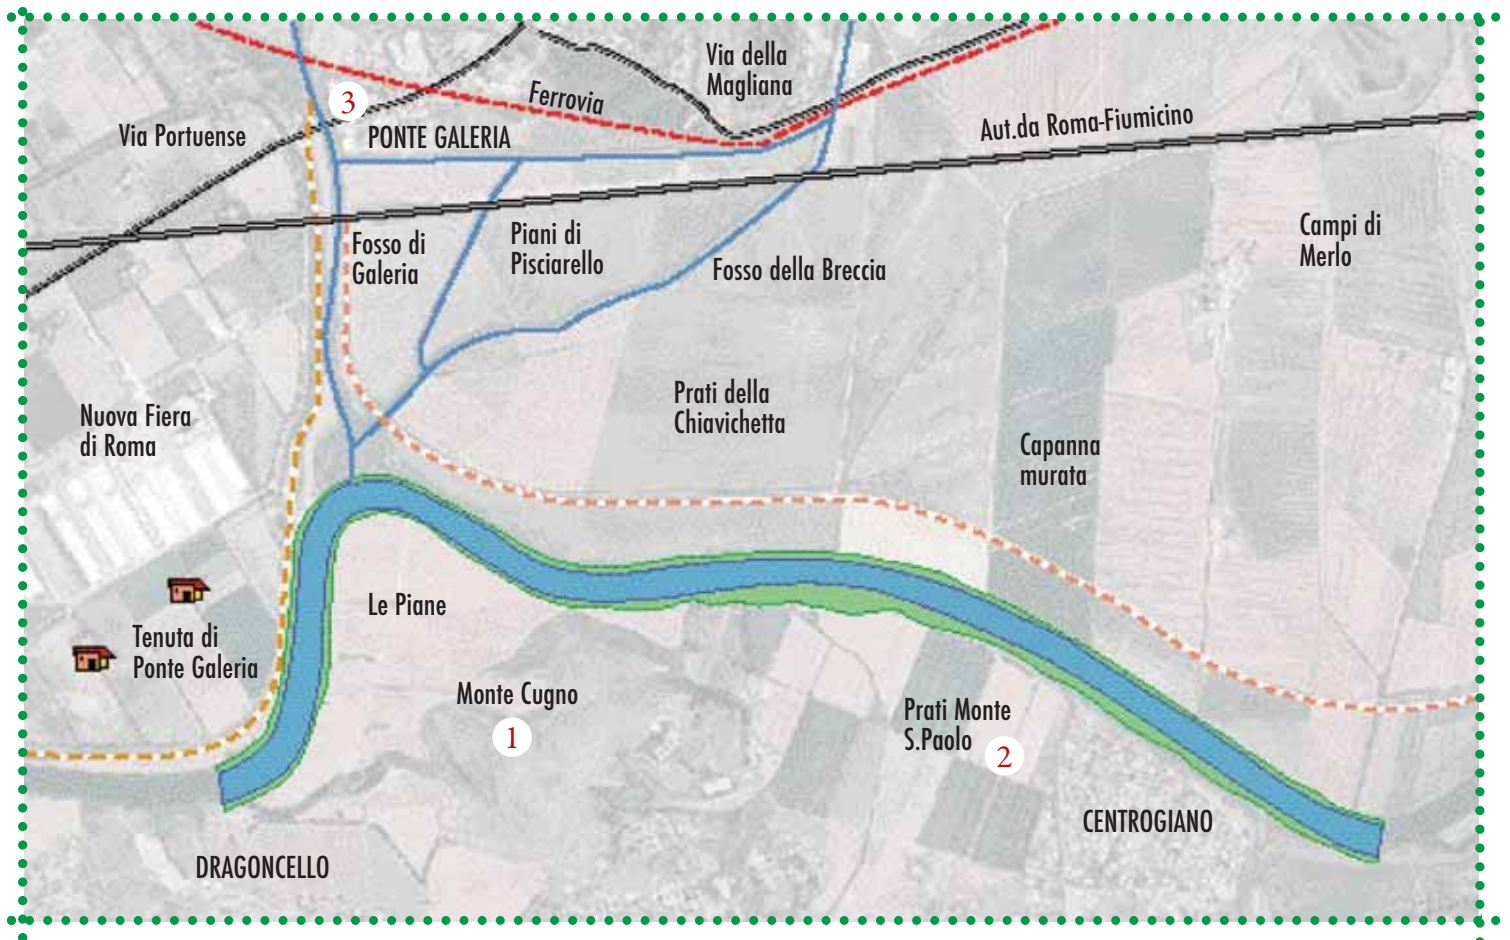 Via della
Magliana
Ferrovia
3
Via Portuense
PONTE GALERIA
Aut.da Roma-Fiumicino
Fosso di
Galeria
Piani di
Pisciarello
Fosso della Breccia
Campi di
Merlo
Nuova Fiera
di Roma
Prati della
Chiavichetta
Capanna
murata
Le Piane
Tenuta di
Ponte Galeria
Monte Cugno
1
Prati Monte
S.Paolo
2
CENTROGIANO
DRAGONCELLO